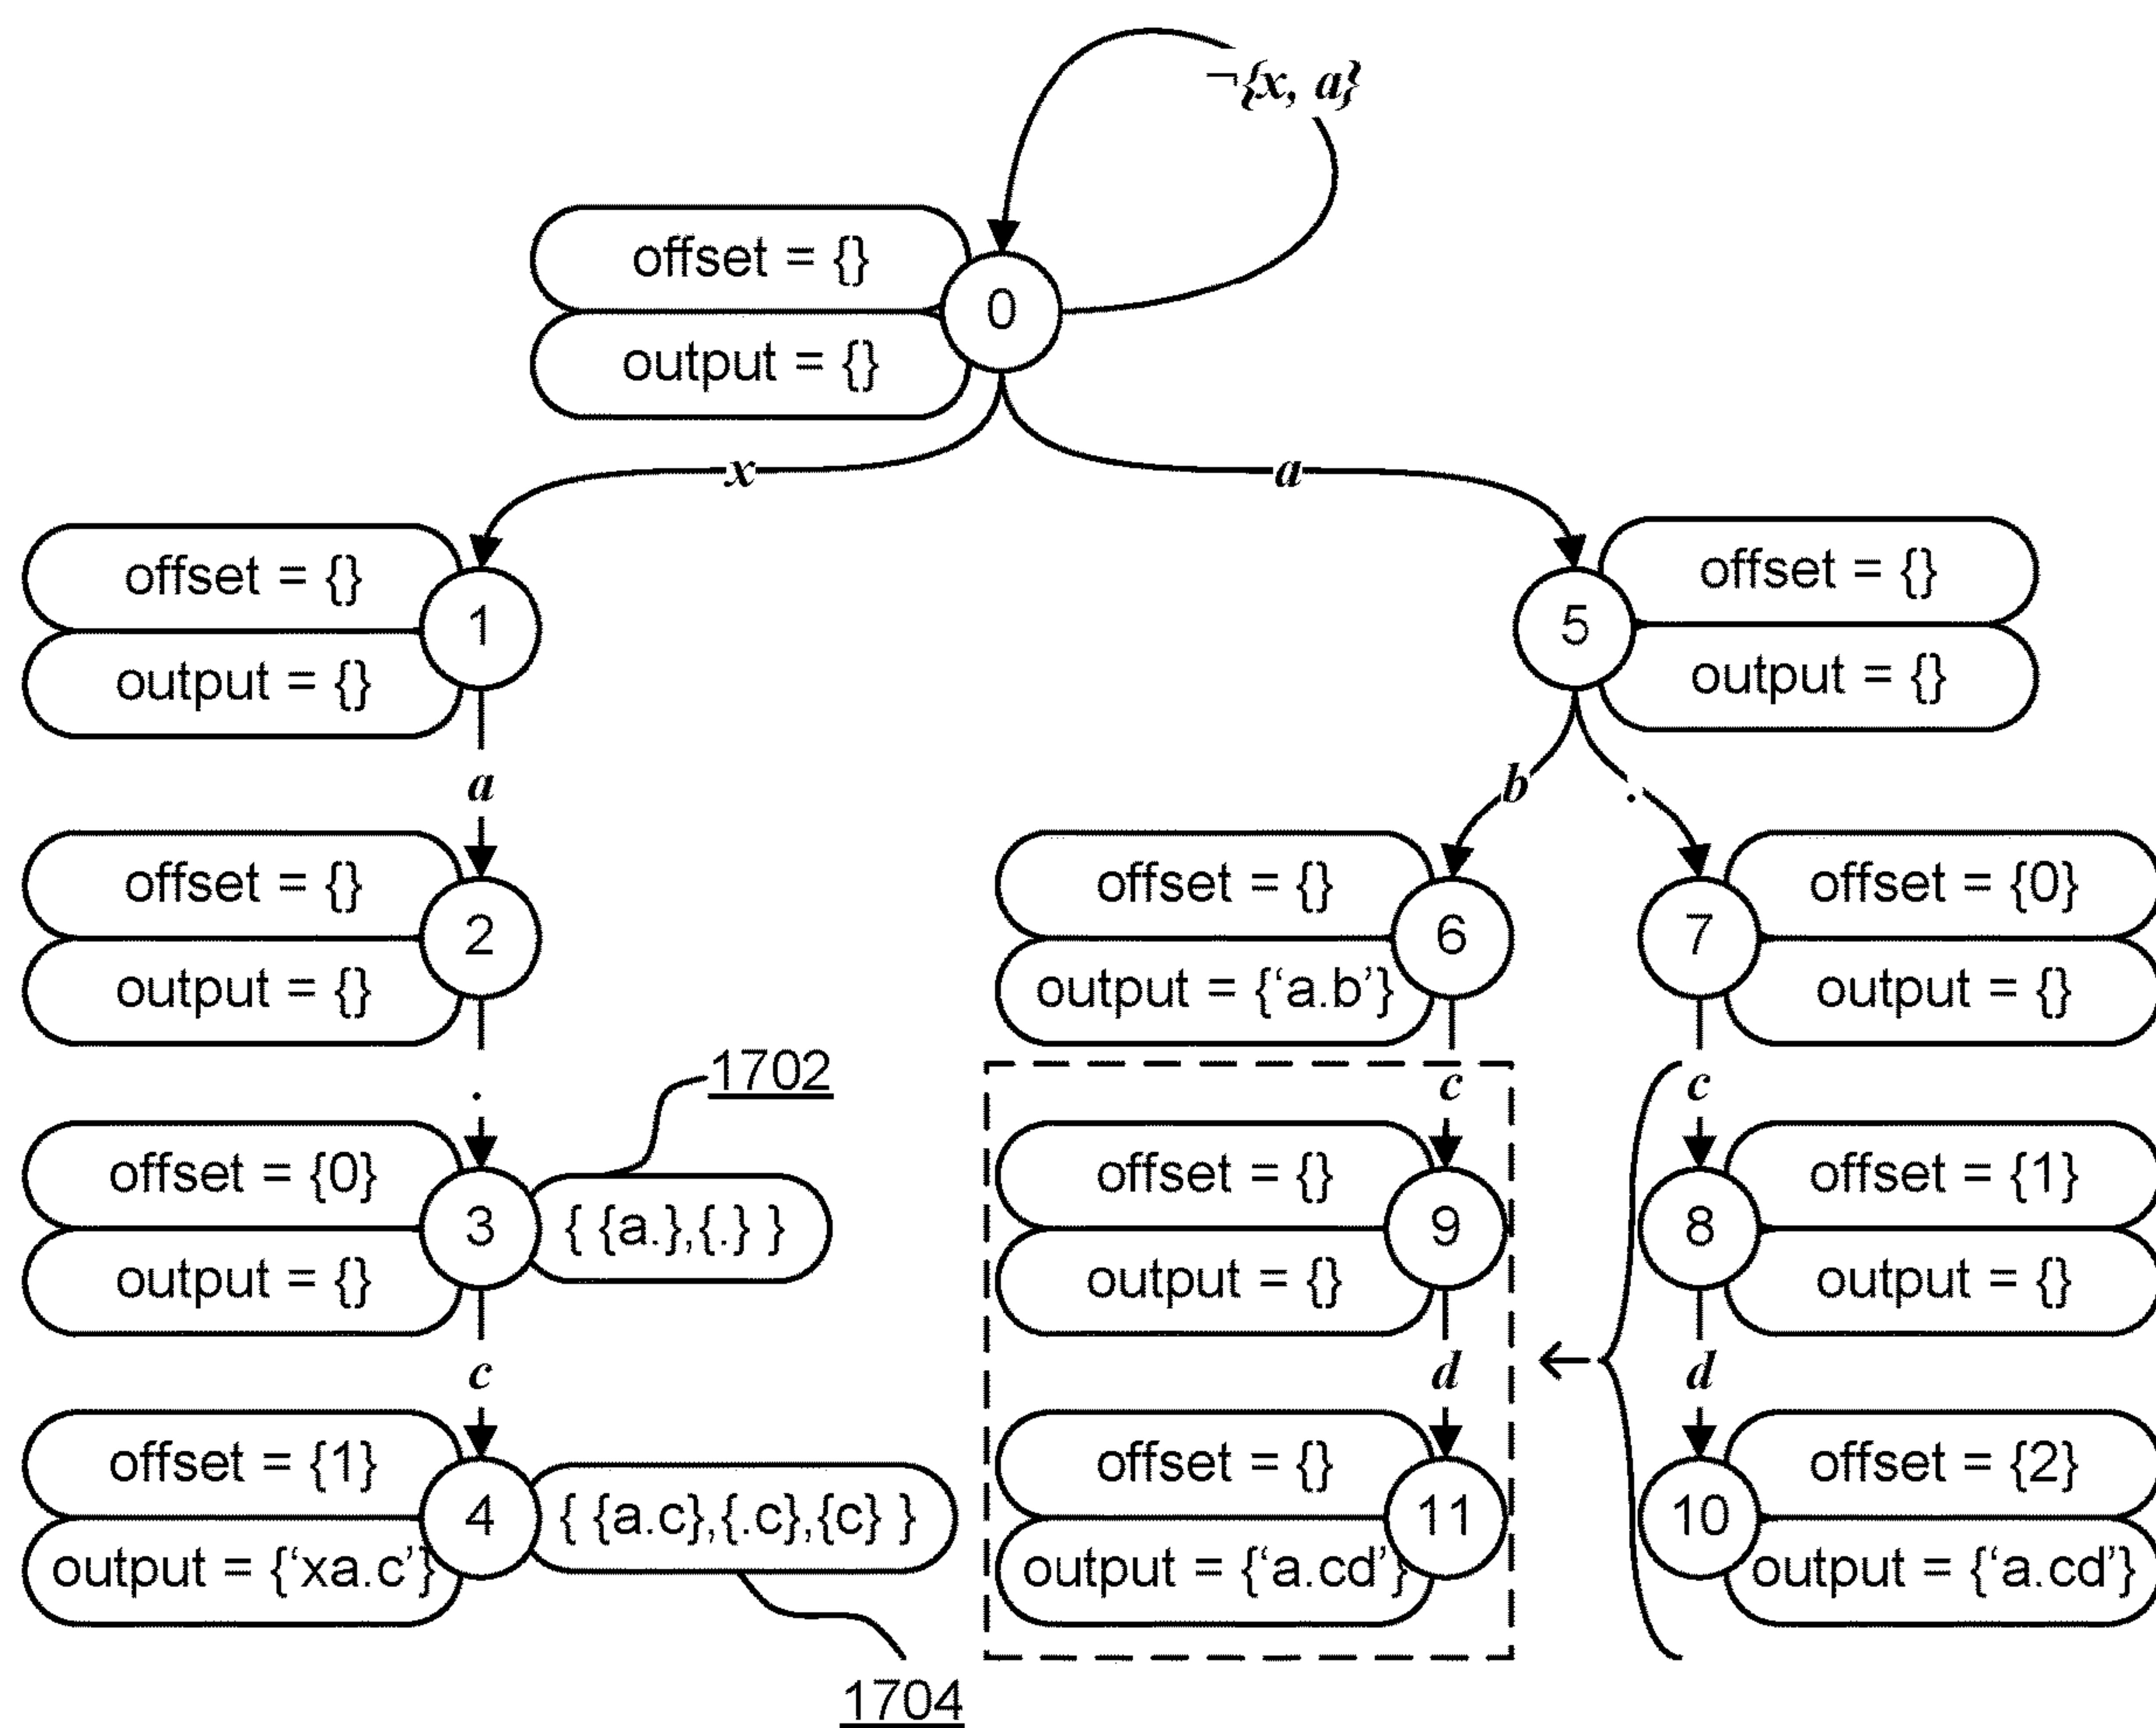 ¬{x, a}
offset = {}
0
output = {}
x
a
offset = {}
1
output = {}
offset = {}
5
output = {}
a
b
.
offset = {}
2
output = {}
offset = {}
6
output = {‘a.b’}
offset = {0}
7
output = {}
.
1702
c
c
offset = {0}
3
{ {a.},{.} }
output = {}
offset = {}
9
output = {}
offset = {1}
8
output = {}
c
d
d
offset = {1}
4
{ {a.c},{.c},{c} }
output = {‘xa.c’}
offset = {}
11
output = {‘a.cd’}
offset = {2}
10
output = {‘a.cd’}
1704